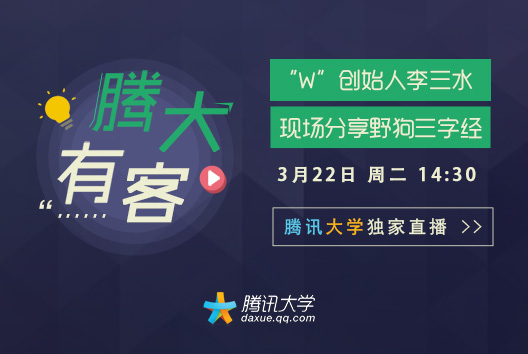 腾大
有客
“ ......
“W”创始人李三水
现场分享野狗三字经
3月22日 周二 14:30
腾讯大学独家直播 >>
腾讯大学
daxue.qq.com